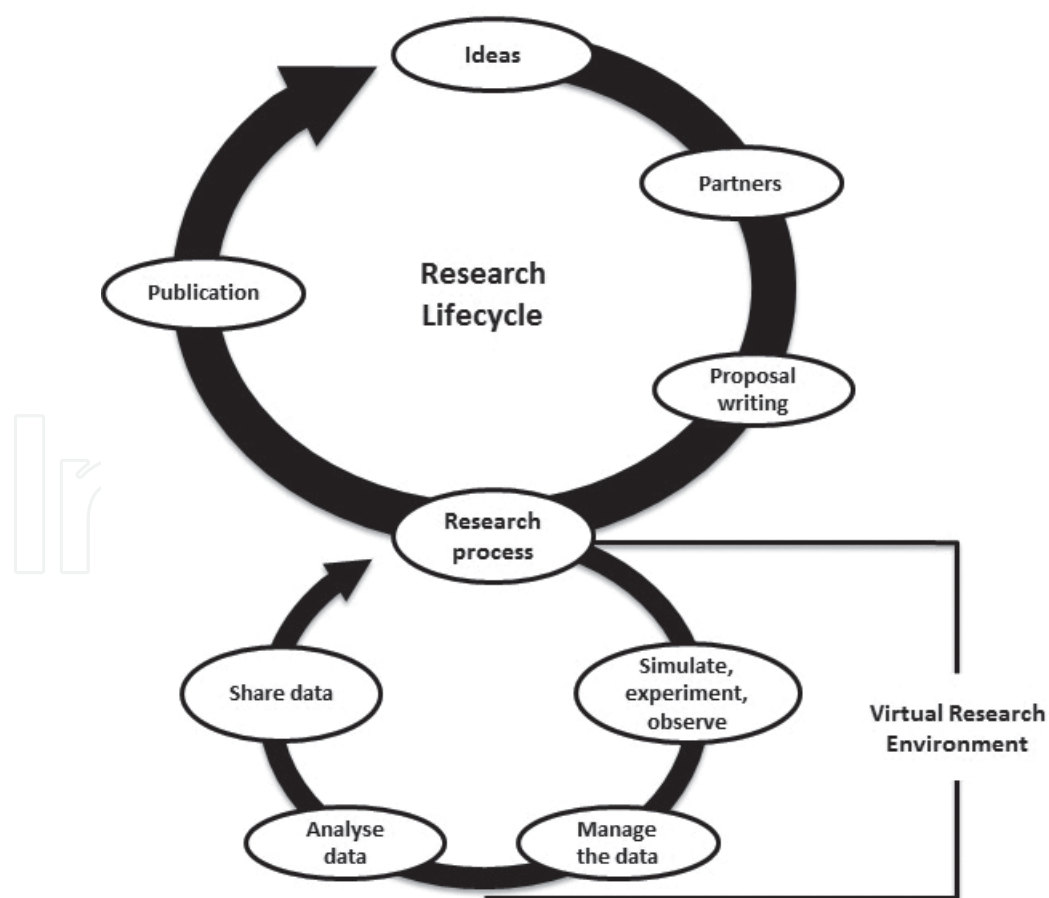 Ideas
Partners
Publication
Research
Lifecycle
Proposal
writing
Research
process
Share data
Simulate,
experiment,
observe
Virtual Research
Environment
Analyse
data
Manage
the data